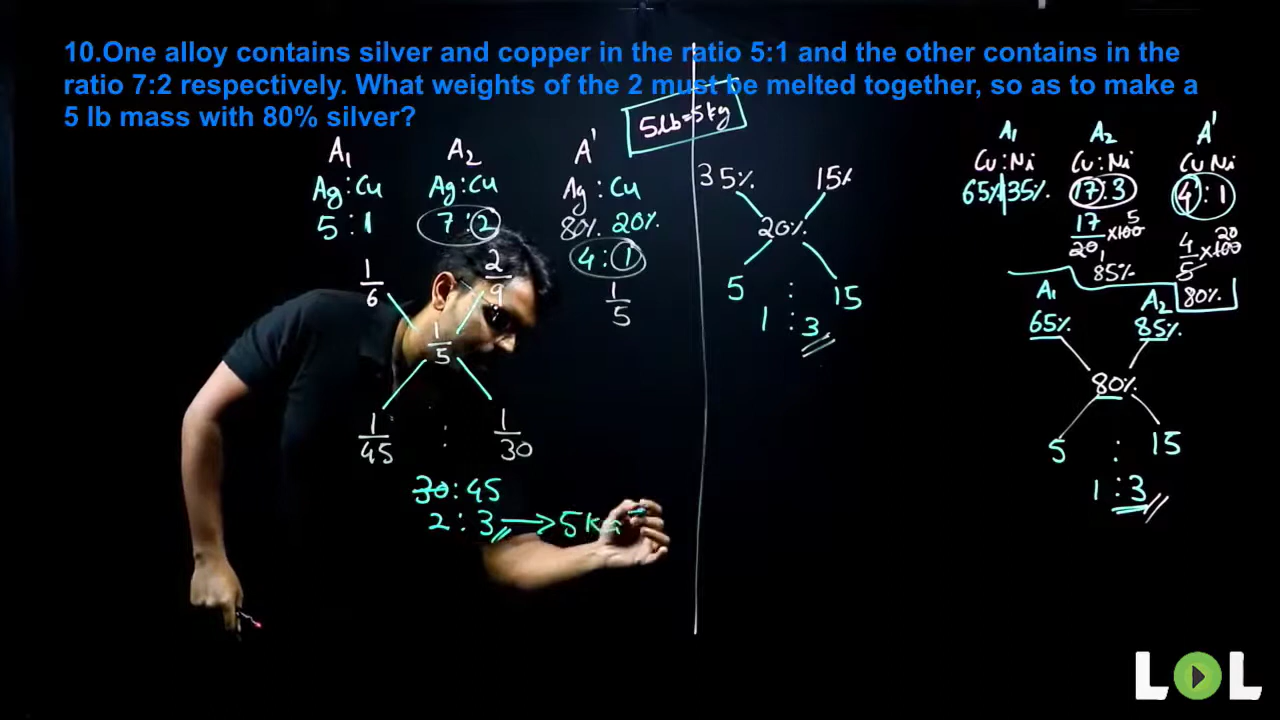 10.One alloy contains silver and copper in the ratio 5:1 and the other contains in the
ratio 7:2 respectively. What weights of the 2 must be melted together, so as to make a
5 lb mass with 80% silver?
5lb=5kg
A₁ A₂ A'
Ag:Cu Ag:Cu Ag:Cu
5:1 7:2 80% 20%
4:1
1/6 2/9 1/5
1/5
1/45 : 1/30
30:45
2:3 → 5kg
35% 15%
20%
5 : 15
1 : 3
A₁ A₂ A'
Cu:Ni Cu:Ni Cu Ni
65% 35% 17:3 4:1
17/20 x 100 5 4/5 x 100 20
1
85% 80%
A₁ A₂
65% 85%
80%
5 : 15
1 : 3
LOL